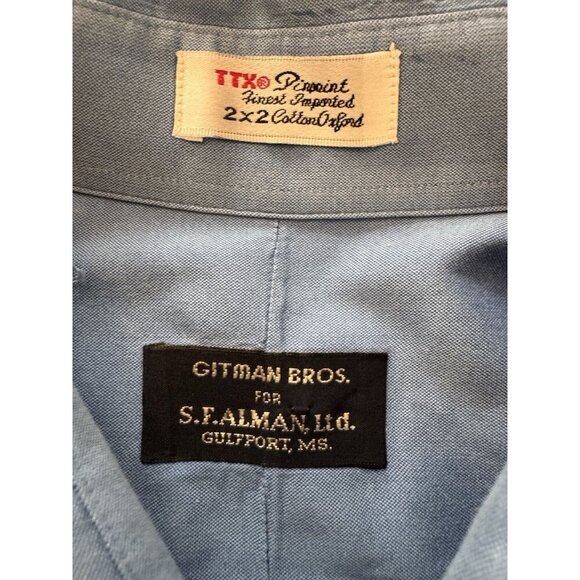 TTX® Pinpoint
Finest Imported
2x2 Cotton Oxford
GITMAN BROS.
FOR
S.F.ALMAN, Ltd.
GULFPORT, MS.